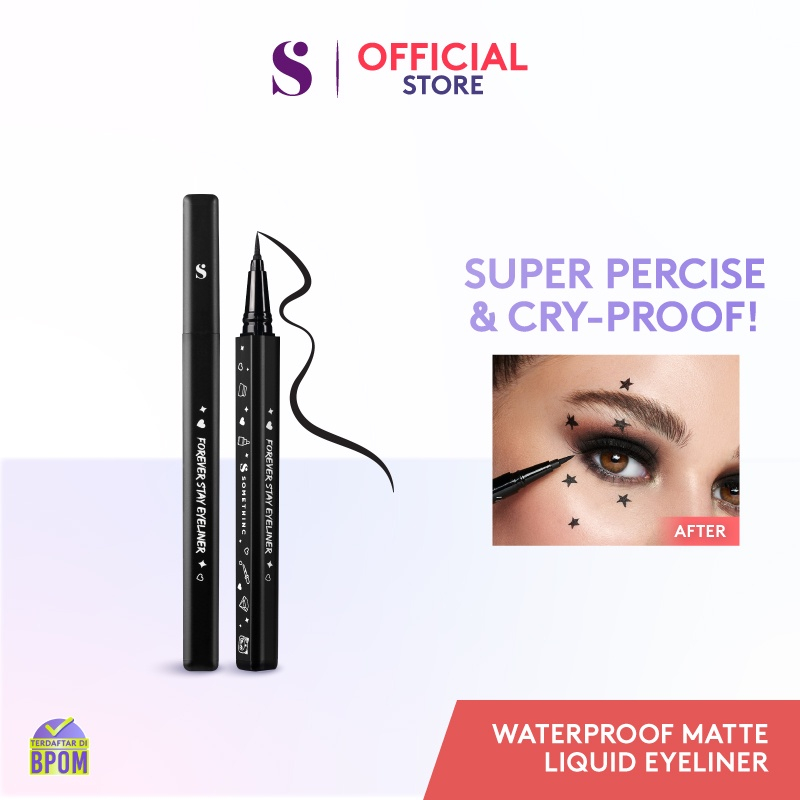 S
OFFICIAL
STORE
SUPER PERCISE
& CRY-PROOF!
S
FOREVER STAY EYELINER
S SOMETHINC
FOREVER STAY EYELINER
AFTER
TERDAFTAR DI
BPOM
WATERPROOF MATTE
LIQUID EYELINER